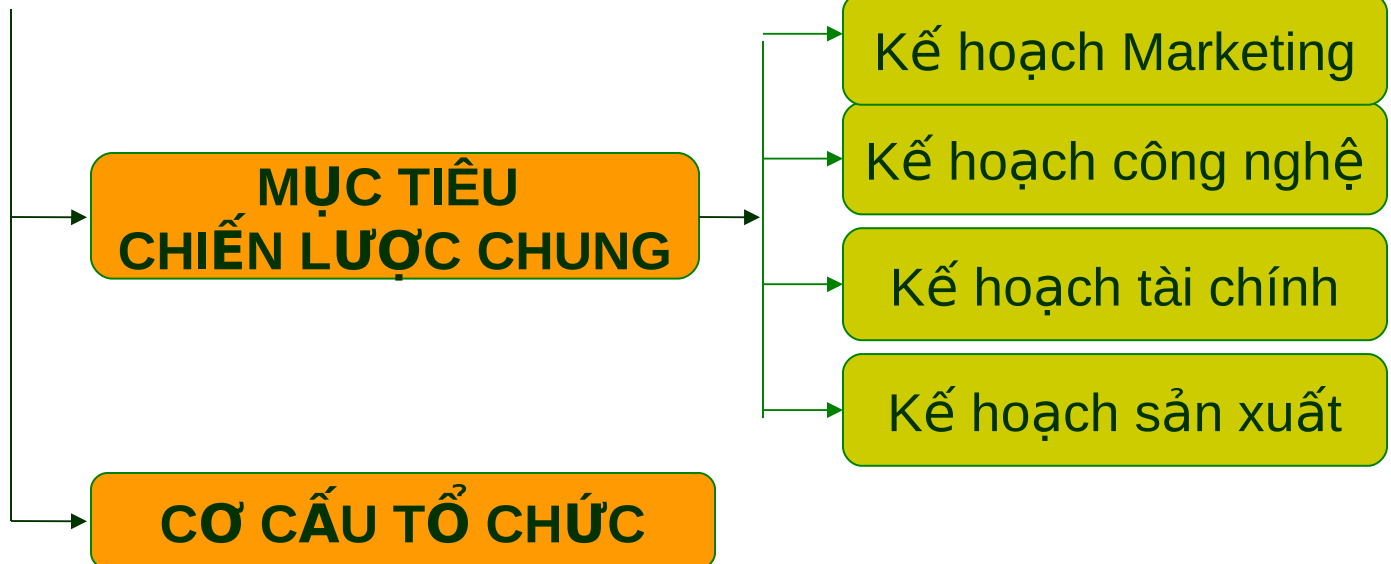 MỤC TIÊU
CHIẾN LƯỢC CHUNG
Kế hoạch Marketing
Kế hoạch công nghệ
Kế hoạch tài chính
Kế hoạch sản xuất
CƠ CẤU TỔ CHỨC